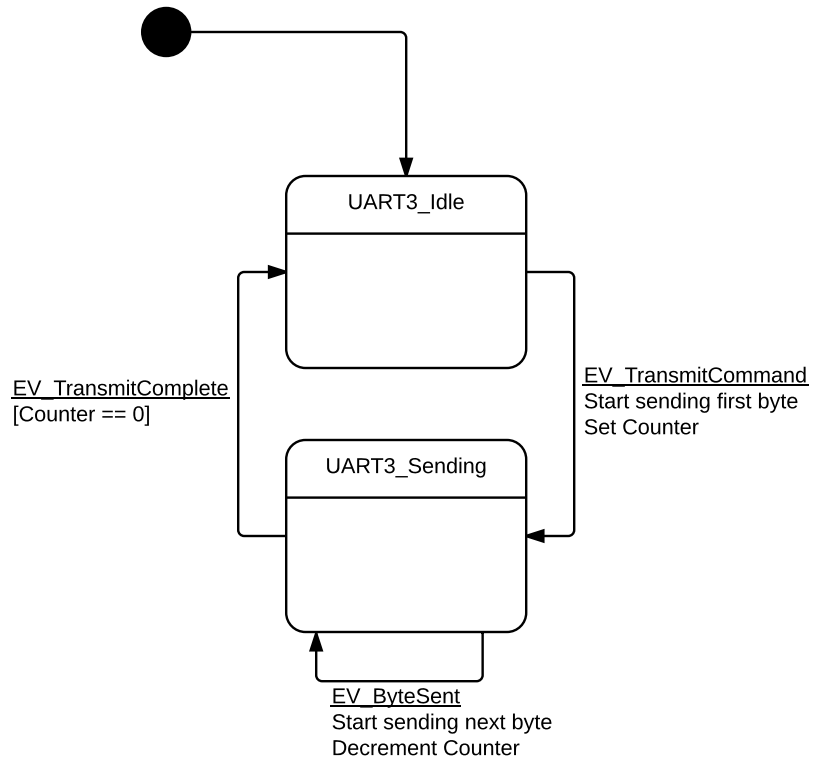 UART3_Idle
EV_TransmitCommand
Start sending first byte
Set Counter
EV_TransmitComplete
[Counter == 0]
UART3_Sending
EV_ByteSent
Start sending next byte
Decrement Counter